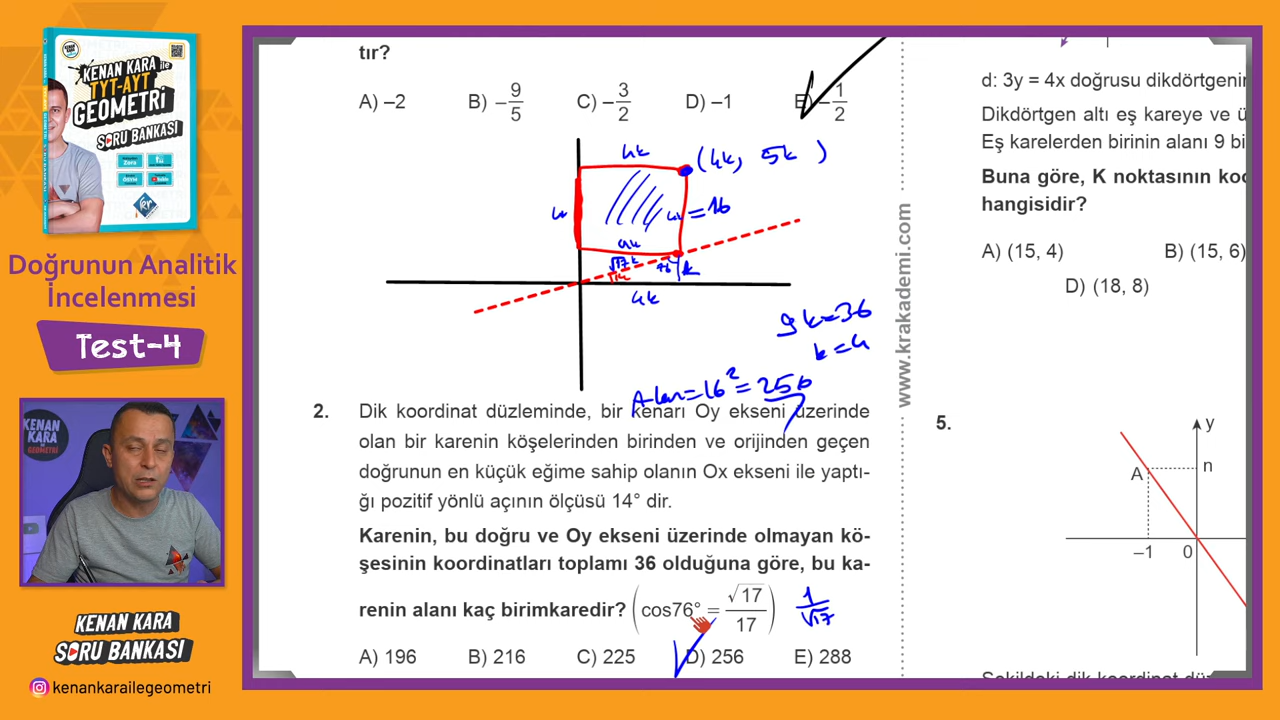 KENAN KARA ile
TYT-AYT
GEOMETRİ
SORU BANKASI
Doğrunun Analitik
İncelenmesi
Test-4
KENAN KARA
SORU BANKASI
kenankarailegeometri
tır?
A) –2 B) –9/5 C) –3/2 D) –1 E) –1/2
4k
(4k, 5k )
= 16
4k
√17k
76°
k
4k
9k=36
k=4
Alan=16² = 256
2. Dik koordinat düzleminde, bir kenarı Oy ekseni üzerinde
olan bir karenin köşelerinden birinden ve orijinden geçen
doğrunun en küçük eğime sahip olanın Ox ekseni ile yaptı-
ğı pozitif yönlü açının ölçüsü 14° dir.
Karenin, bu doğru ve Oy ekseni üzerinde olmayan kö-
şesinin koordinatları toplamı 36 olduğuna göre, bu ka-
renin alanı kaç birimkaredir? (cos76° = √17/17) 1/√17
A) 196 B) 216 C) 225 D) 256 E) 288
www.krakademi.com
d: 3y = 4x doğrusu dikdörtgenin
Dikdörtgen altı eş kareye ve ü
Eş karelerden birinin alanı 9 bi
Buna göre, K noktasının koo
hangisidir?
A) (15, 4) B) (15, 6)
D) (18, 8)
5.
y
n
A
–1 0
Şekildeki dik koordinat düz